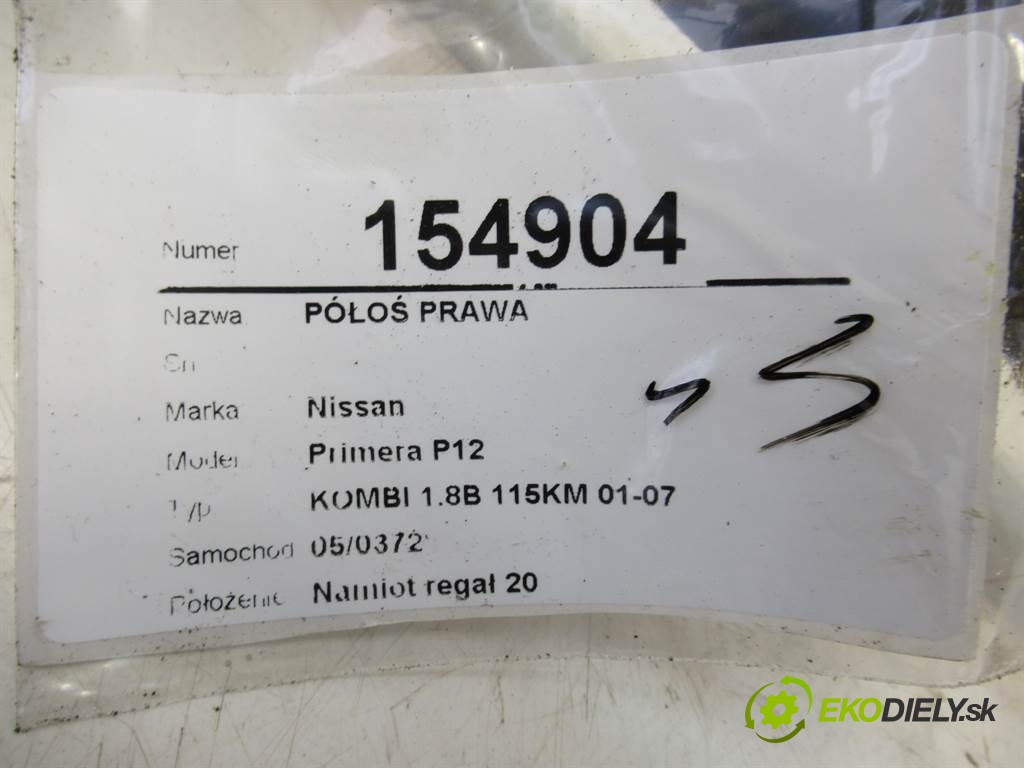 Numer 154904
Nazwa PÓŁOŚ PRAWA
Sn
Marka Nissan
Model Primera P12
Typ KOMBI 1.8B 115KM 01-07
Samochod 05/0372
Położenie Namiot regał 20
EKODIELY.sk